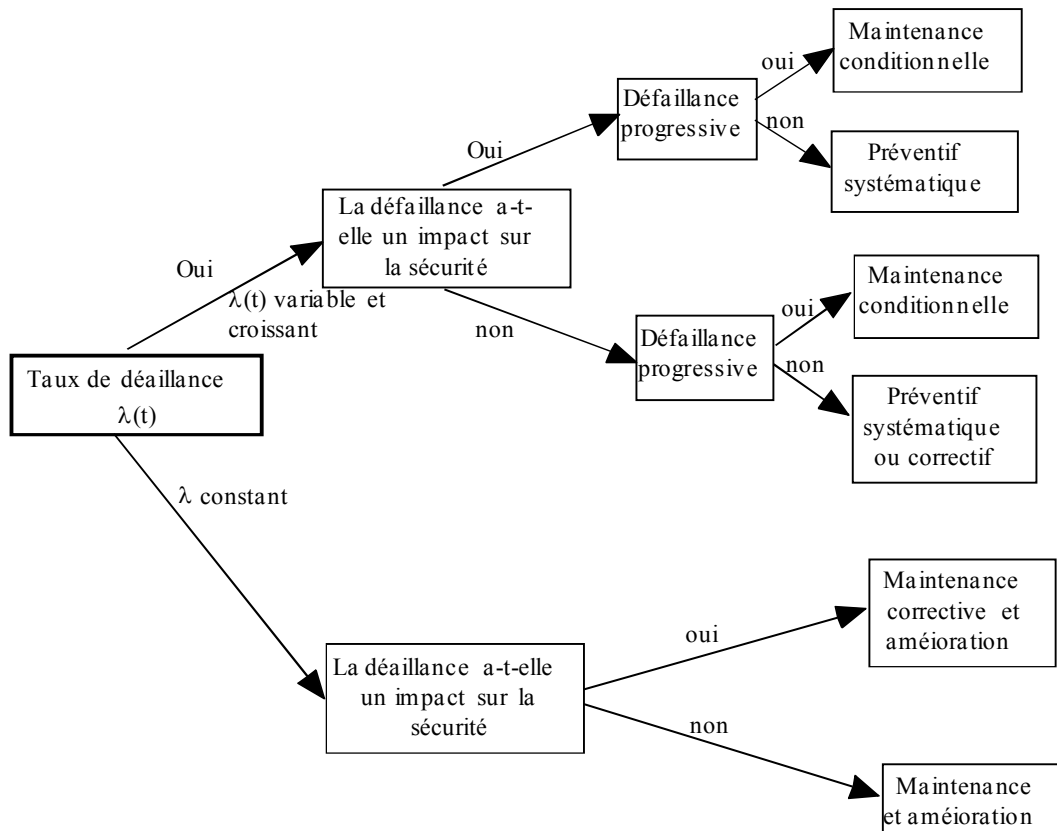 Maintenance
conditionnelle
oui
Défaillance
progressive
non
Préventif
systématique
Oui
La défaillance a-t-
elle un impact sur
la sécurité
Oui
λ(t) variable et
croissant
non
Maintenance
conditionnelle
oui
Défaillance
progressive
non
Préventif
systématique
ou correctif
Taux de déaillance
λ(t)
λ constant
Maintenance
corrective et
améioration
oui
La déaillance a-t-elle
un impact sur la
sécurité
non
Maintenance
et améioration